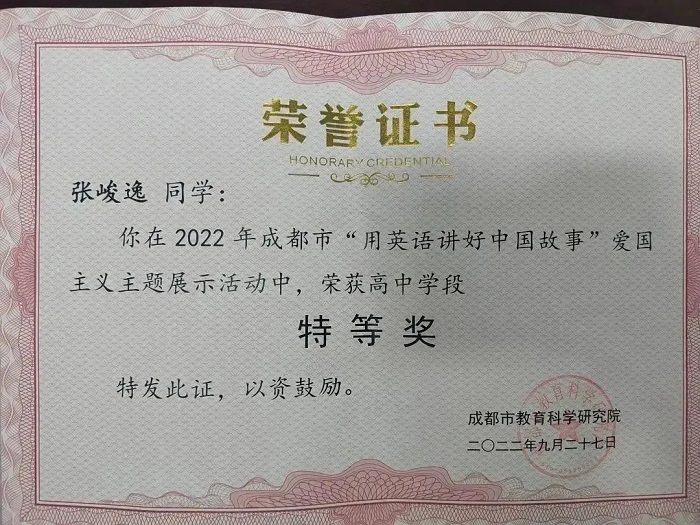 荣誉证书
HONORARY CREDENTIAL
张峻逸 同学：
你在 2022 年成都市“用英语讲好中国故事”爱国
主义主题展示活动中，荣获高中学段
特等奖
特发此证，以资鼓励。
成都市教育科学研究院
二〇二二年九月二十七日